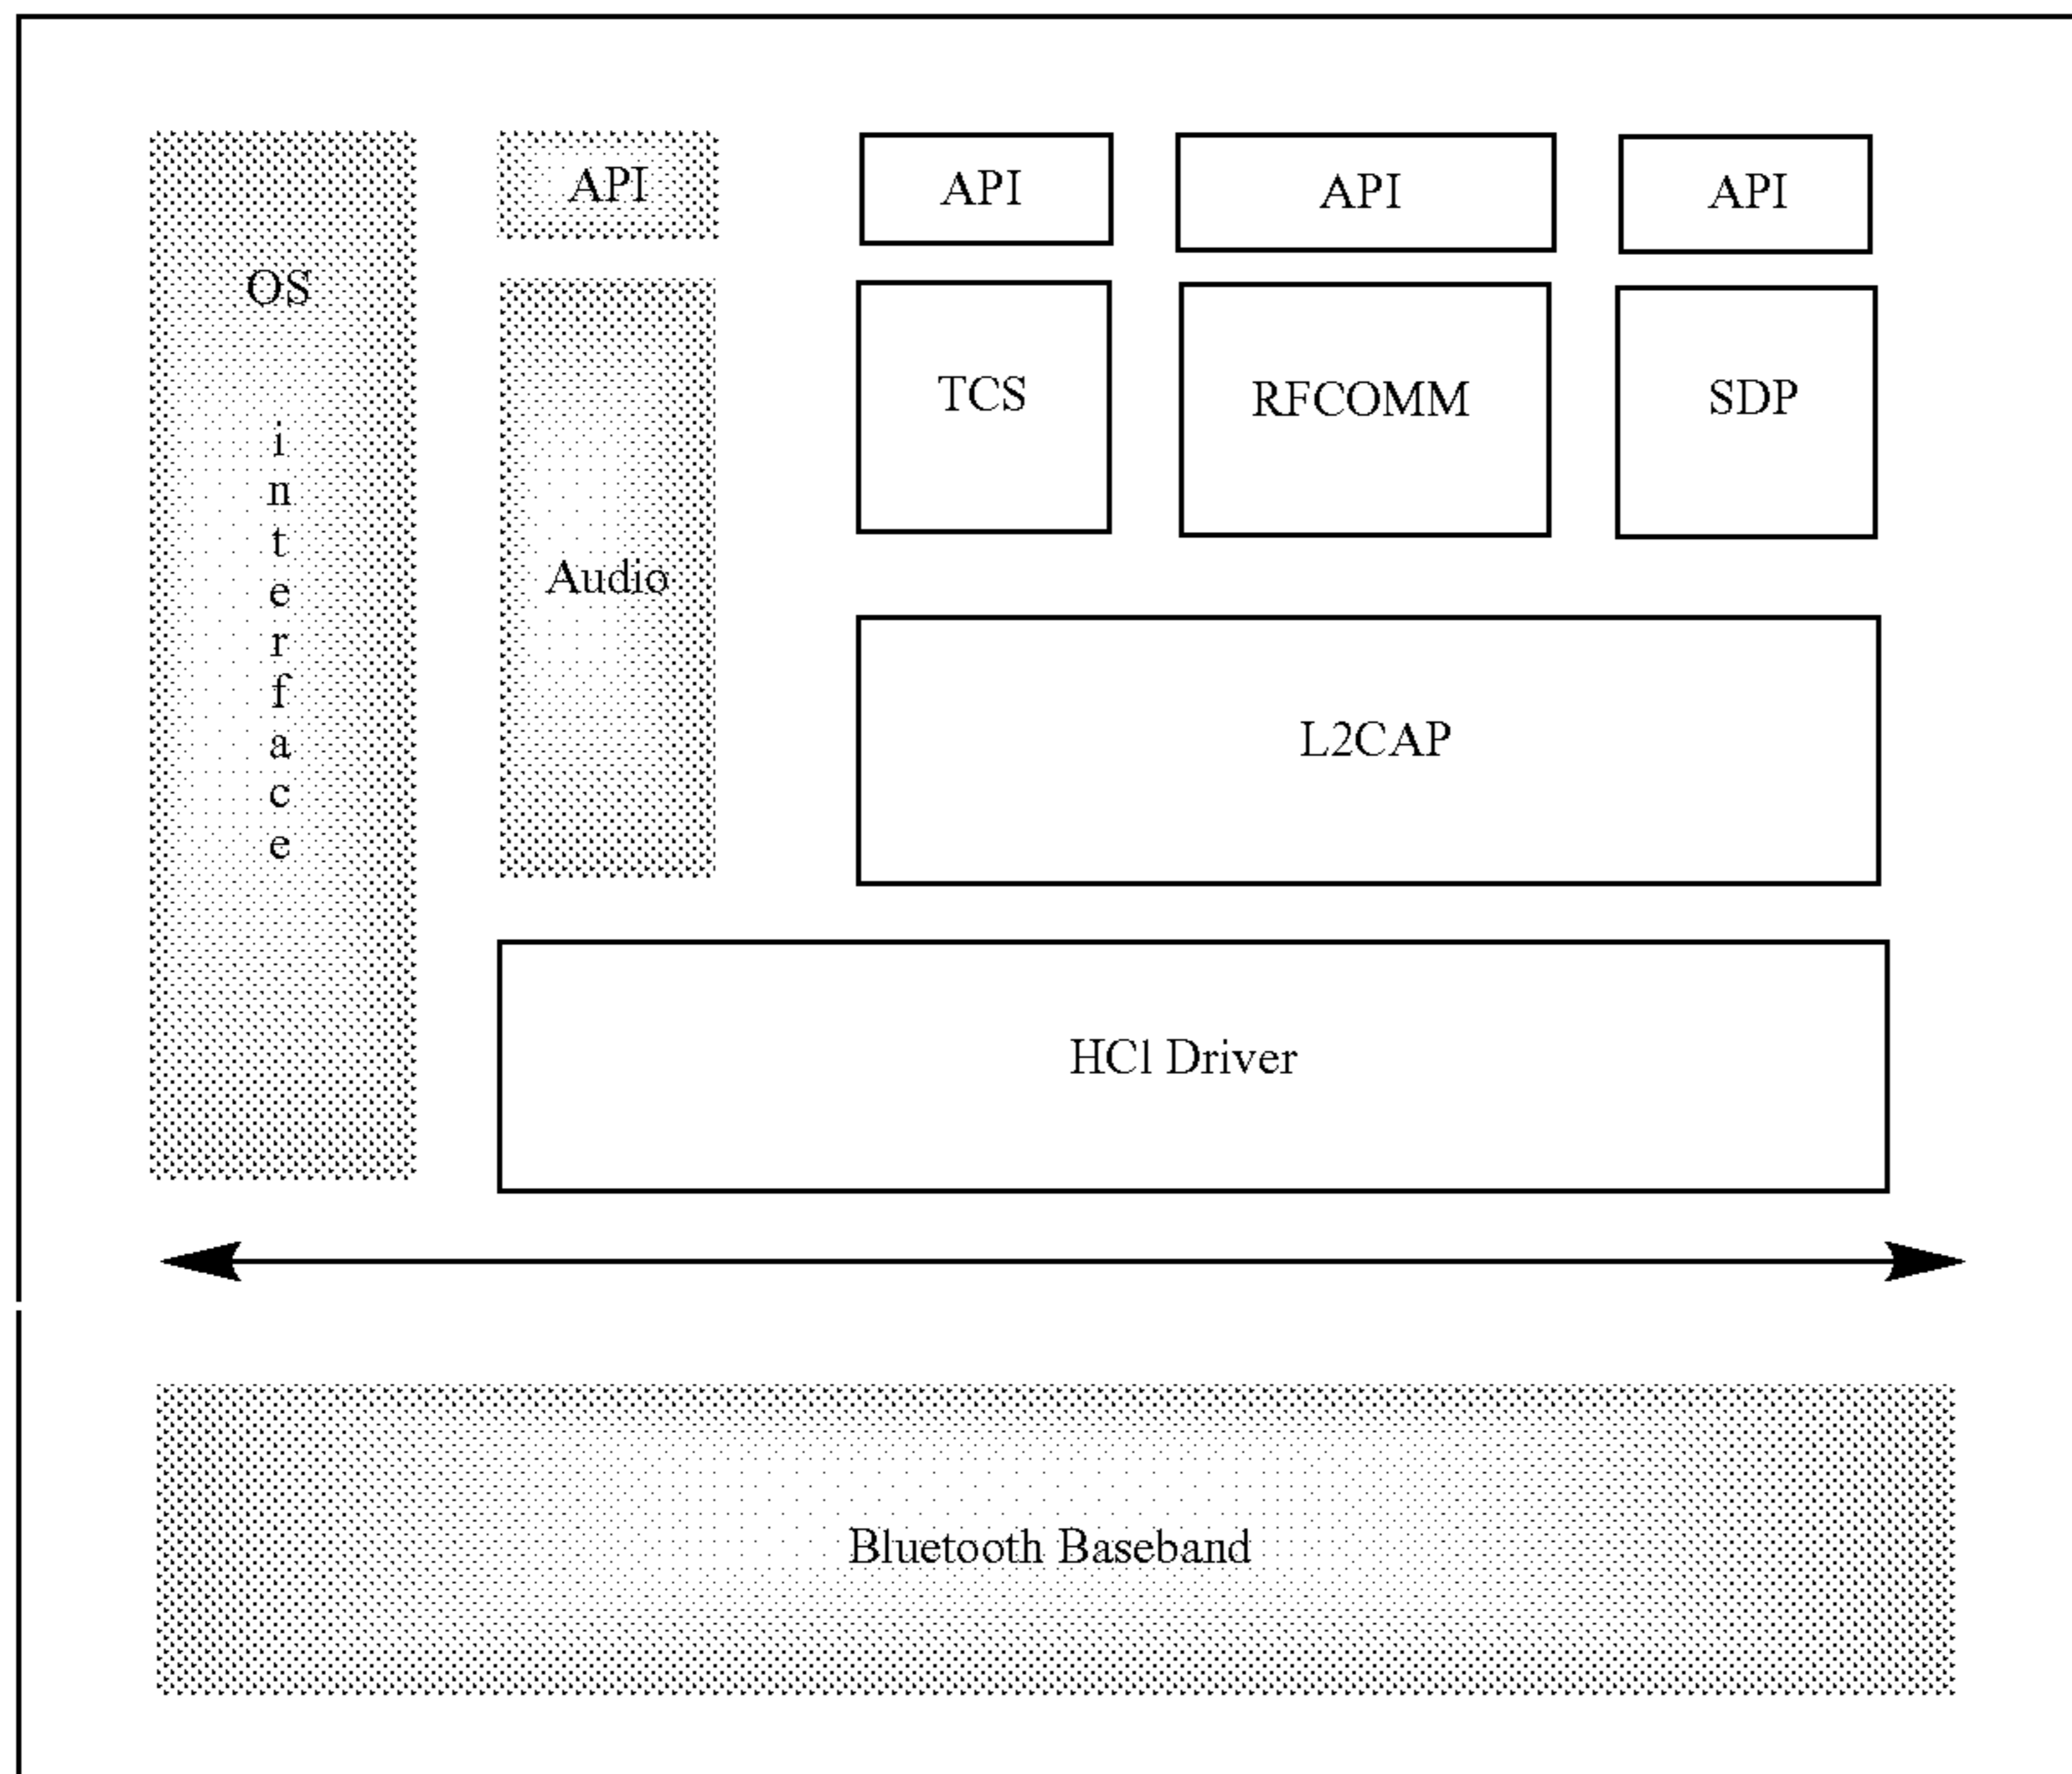 API
API
API
API
OS
i
n
t
e
r
f
a
c
e
TCS
RFCOMM
SDP
Audio
L2CAP
HCl Driver
Bluetooth Baseband